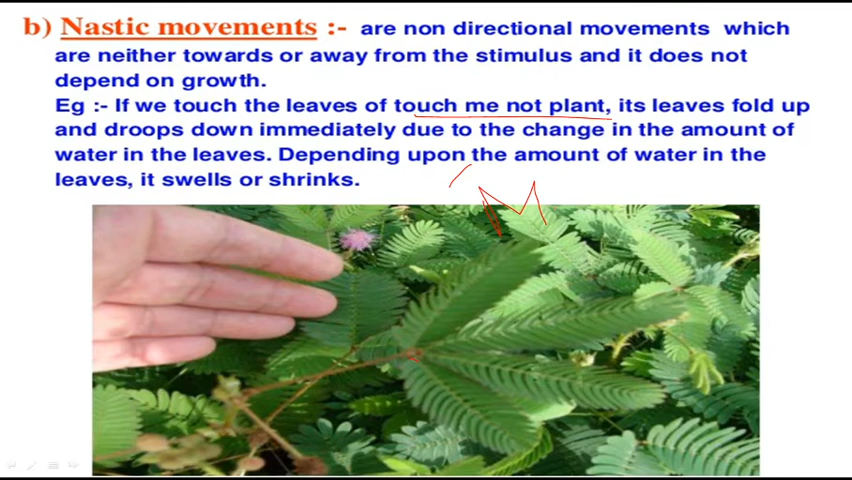 b) Nastic movements :- are non directional movements which
are neither towards or away from the stimulus and it does not
depend on growth.
Eg :- If we touch the leaves of touch me not plant, its leaves fold up
and droops down immediately due to the change in the amount of
water in the leaves. Depending upon the amount of water in the
leaves, it swells or shrinks.